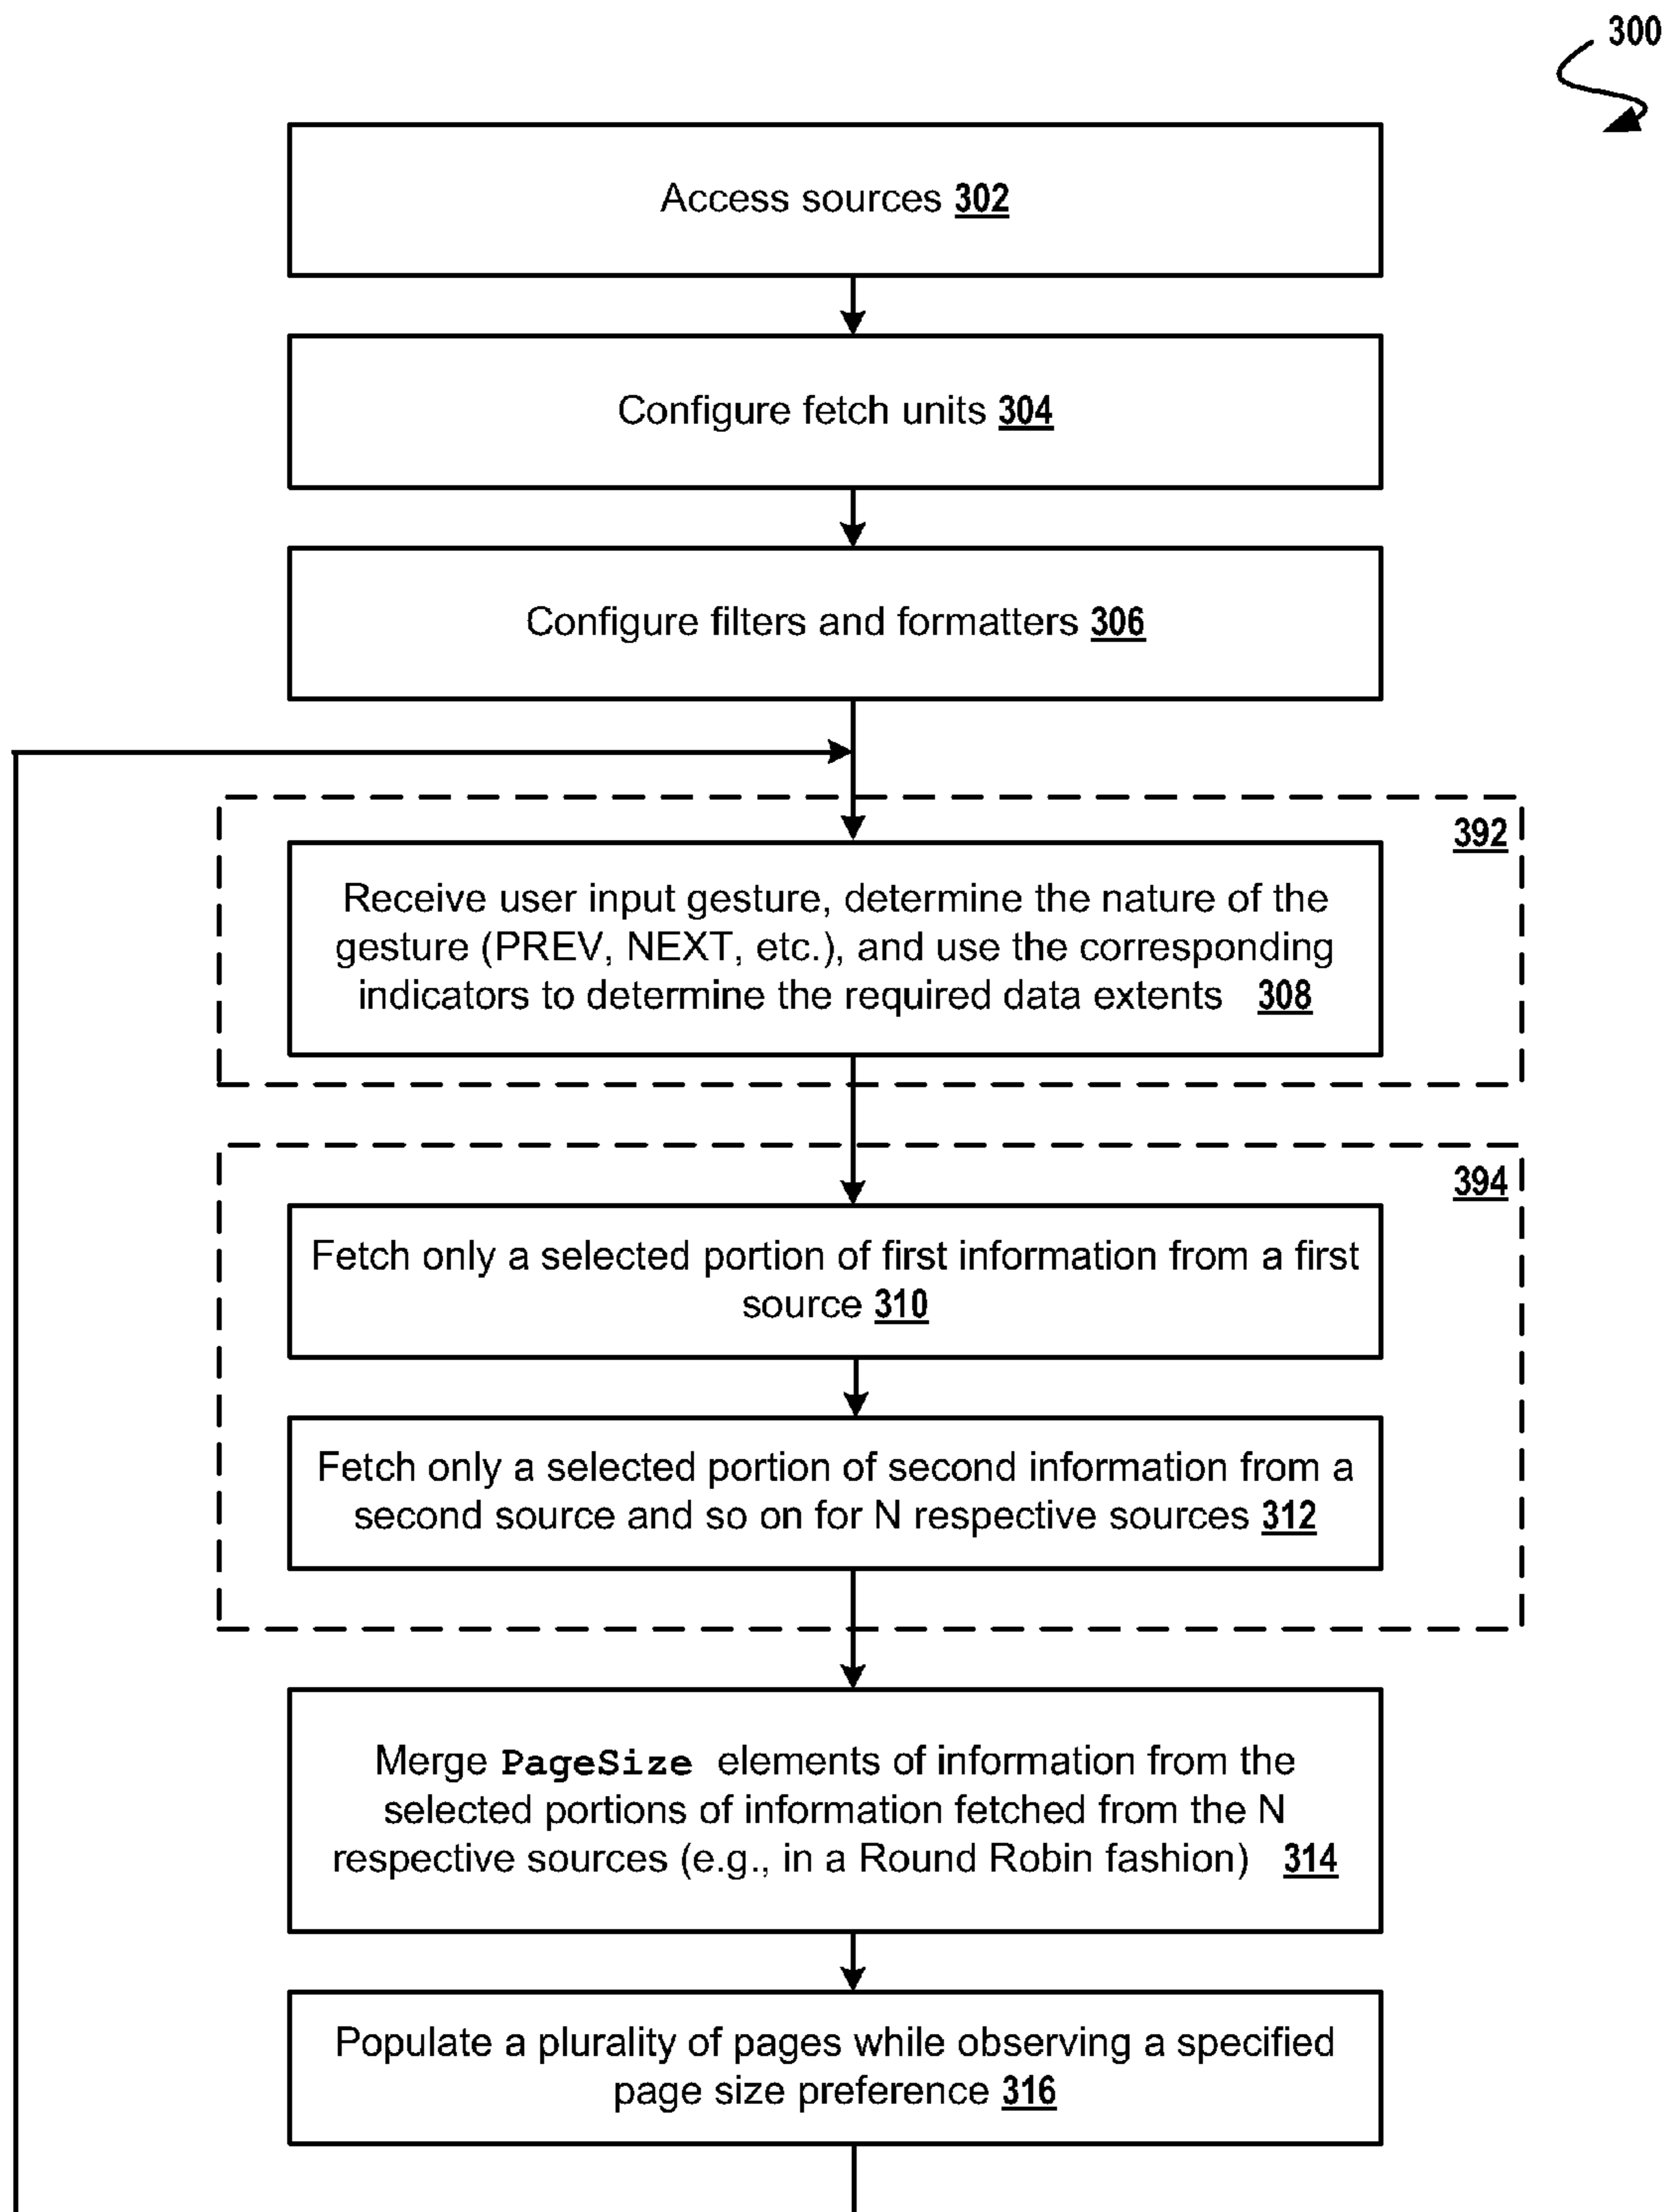 300
Access sources 302
Configure fetch units 304
Configure filters and formatters 306
392
Receive user input gesture, determine the nature of the
gesture (PREV, NEXT, etc.), and use the corresponding
indicators to determine the required data extents 308
394
Fetch only a selected portion of first information from a first
source 310
Fetch only a selected portion of second information from a
second source and so on for N respective sources 312
Merge PageSize elements of information from the
selected portions of information fetched from the N
respective sources (e.g., in a Round Robin fashion) 314
Populate a plurality of pages while observing a specified
page size preference 316